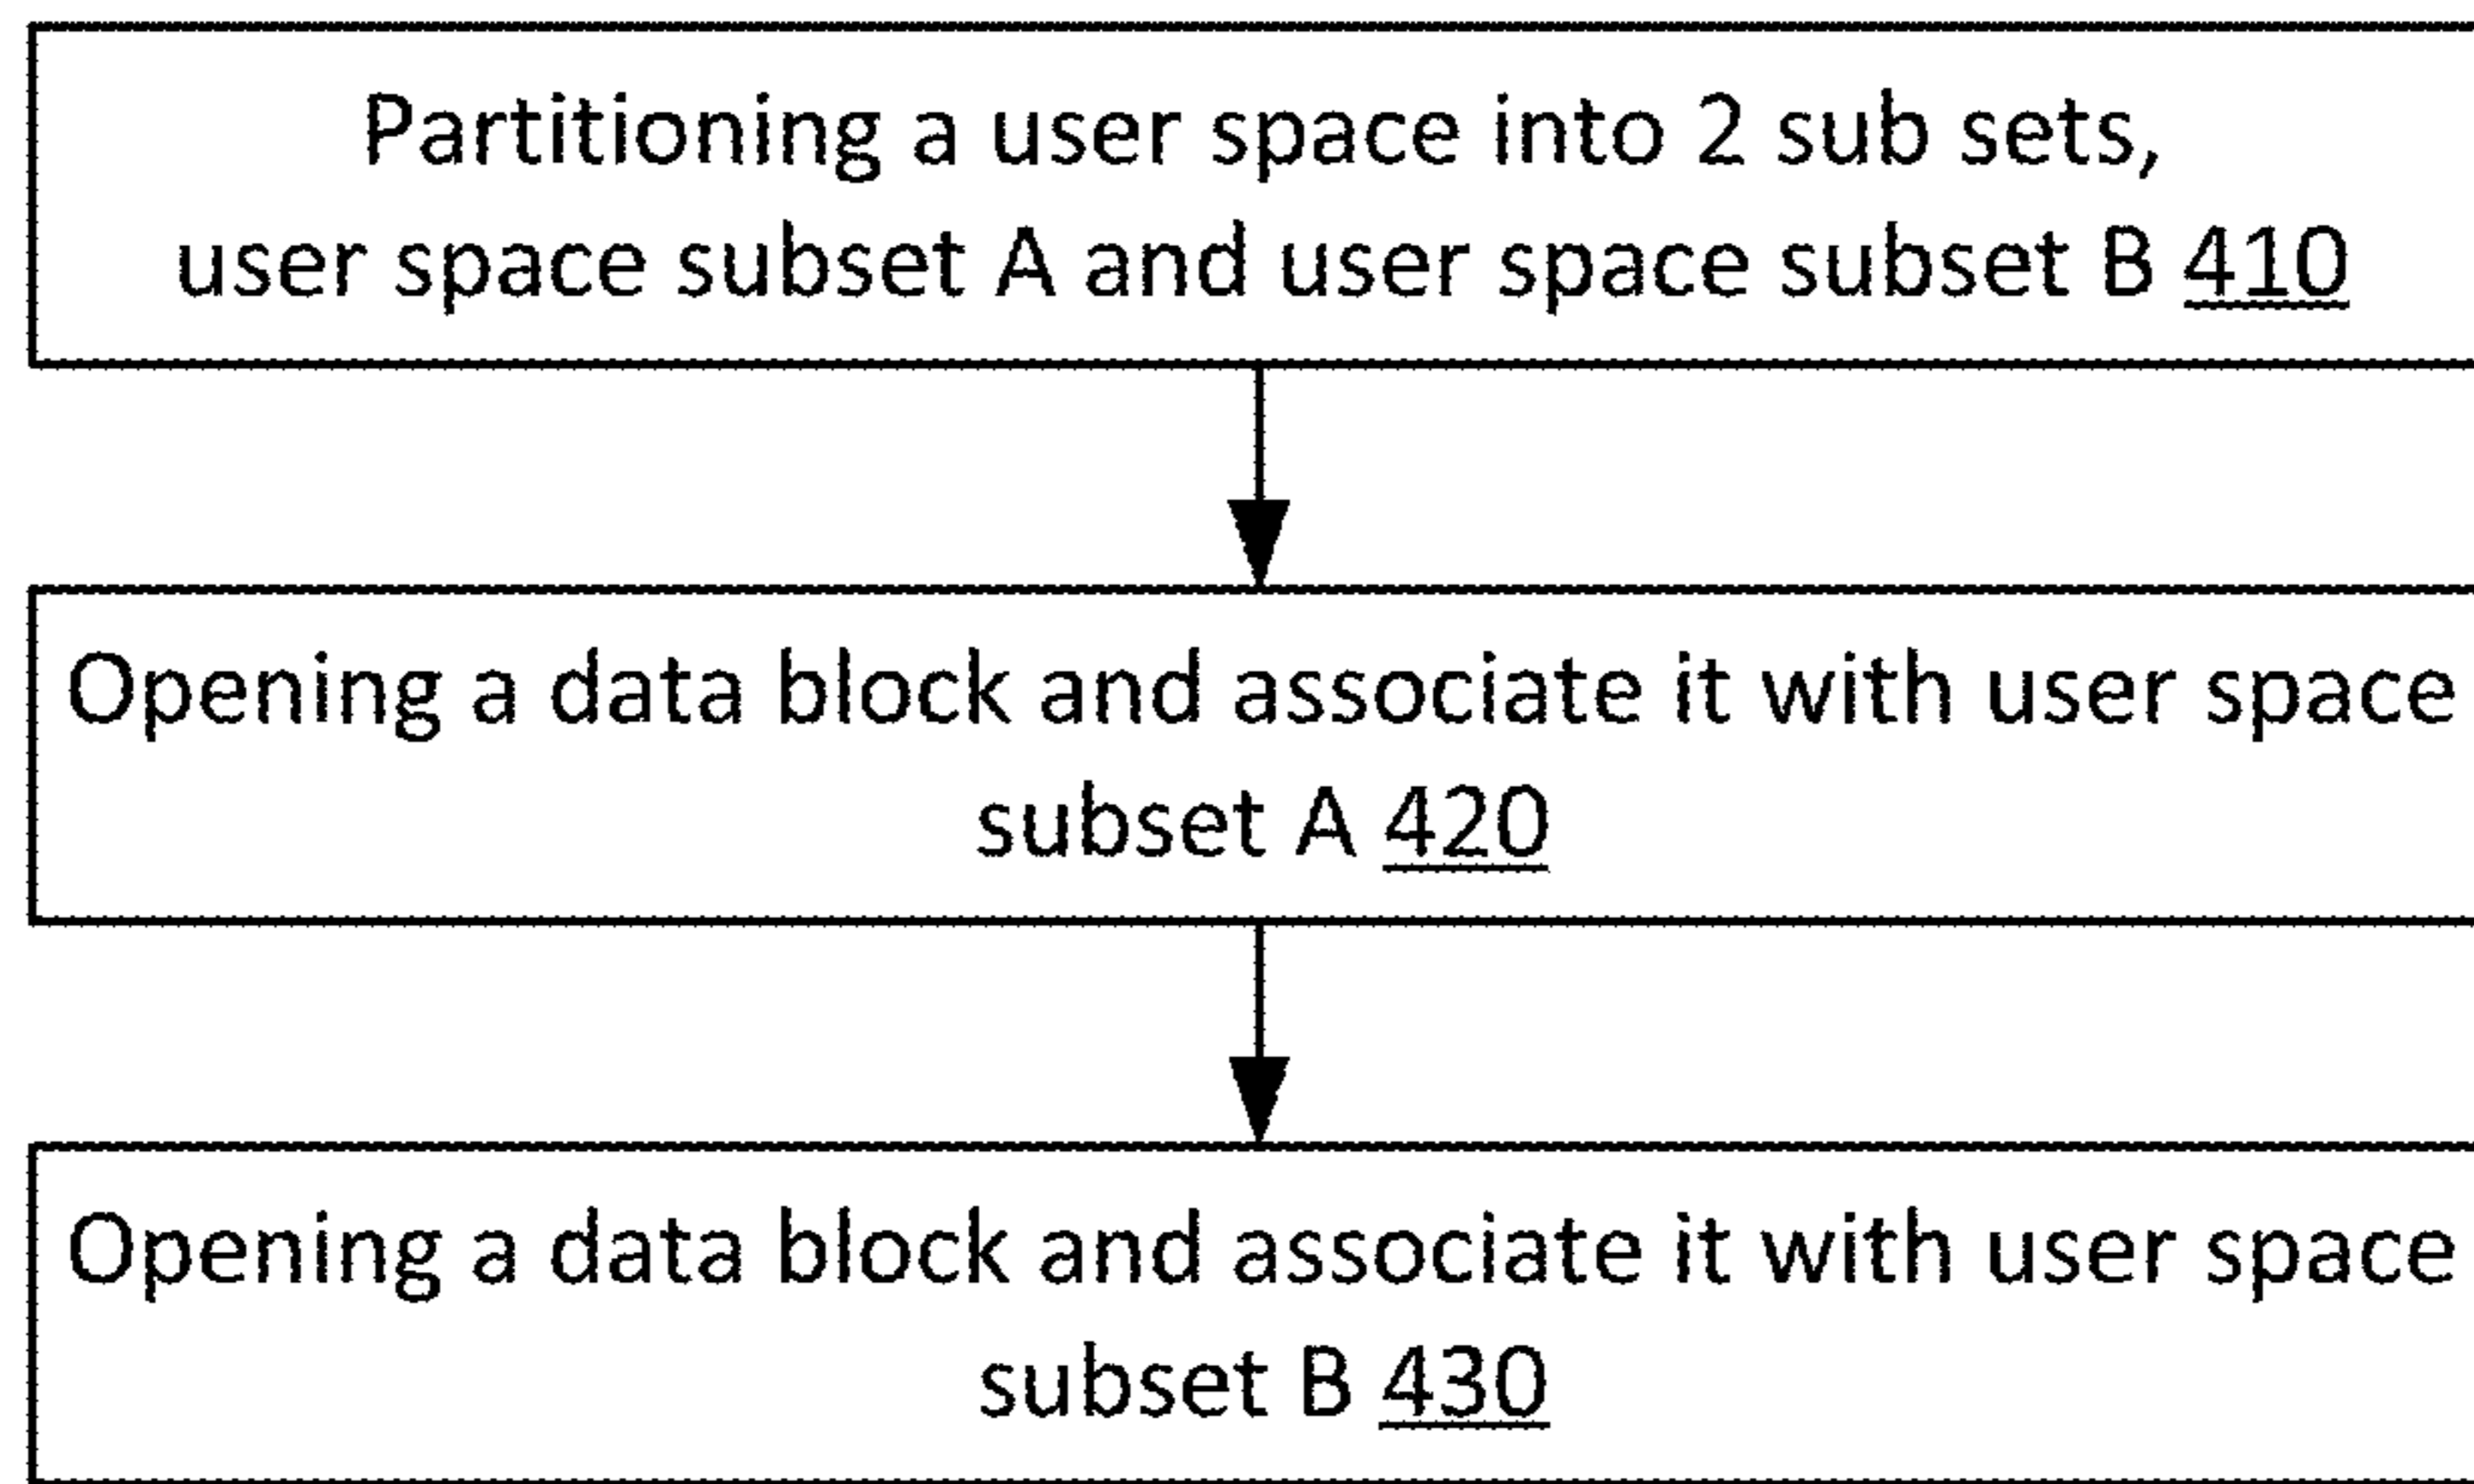 Partitioning a user space into 2 sub sets,
user space subset A and user space subset B 410
Opening a data block and associate it with user space
subset A 420
Opening a data block and associate it with user space
subset B 430